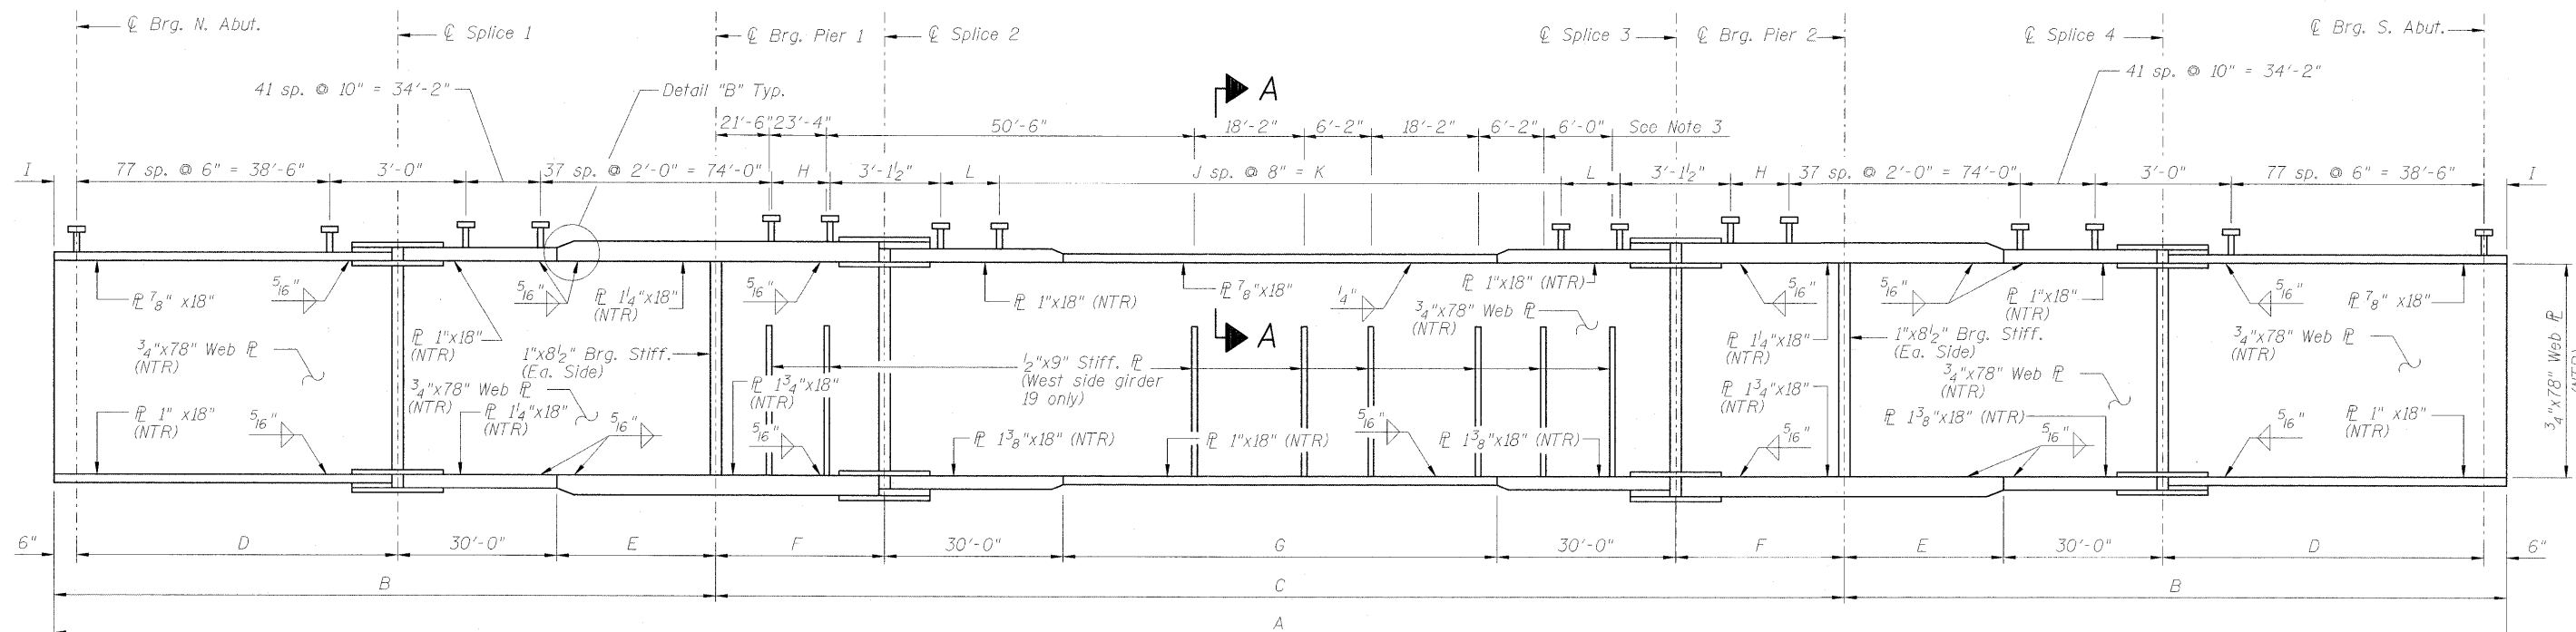 ℄ Brg. N. Abut.
℄ Splice 1
℄ Brg. Pier 1
℄ Splice 2
℄ Splice 3
℄ Brg. Pier 2
℄ Splice 4
℄ Brg. S. Abut.
41 sp. @ 10" = 34'-2"
Detail "B" Typ.
A
41 sp. @ 10" = 34'-2"
21'-6"
23'-4"
50'-6"
18'-2"
6'-2"
18'-2"
6'-2"
6'-0"
See Note 3
I
77 sp. @ 6" = 38'-6"
3'-0"
37 sp. @ 2'-0" = 74'-0"
H
3'-1½"
L
J sp. @ 8" = K
L
3'-1½"
H
37 sp. @ 2'-0" = 74'-0"
3'-0"
77 sp. @ 6" = 38'-6"
I
℄ 7/8" x18"
5/16"
℄ 1"x18"
(NTR)
5/16"
℄ 1¼"x18"
(NTR)
5/16"
℄ 1"x18" (NTR)
℄ 7/8"x18"
¼"
℄ 1"x18" (NTR)
¾"x78" Web ℄
(NTR)
5/16"
5/16"
℄ 1"x18"
(NTR)
5/16"
℄ 7/8" x18"
¾"x78" Web ℄
(NTR)
1"x8½" Brg. Stiff.
(Ea. Side)
A
℄ 1¼"x18"
(NTR)
1"x8½" Brg. Stiff.
(Ea. Side)
¾"x78" Web ℄
(NTR)
¾"x78" Web ℄
(NTR)
¾"x78" Web ℄
(NTR)
½"x9" Stiff. ℄
(West side girder
19 only)
¾"x78" Web ℄
(NTR)
℄ 1" x18"
(NTR)
5/16"
℄ 1¼"x18"
(NTR)
5/16"
℄ 1¾"x18"
(NTR)
5/16"
℄ 1⅜"x18" (NTR)
℄ 1"x18" (NTR)
5/16"
℄ 1⅜"x18" (NTR)
℄ 1¾"x18"
(NTR)
5/16"
℄ 1⅜"x18" (NTR)
5/16"
5/16"
℄ 1" x18"
(NTR)
6"
D
30'-0"
E
F
30'-0"
G
30'-0"
F
E
30'-0"
D
6"
B
C
B
A